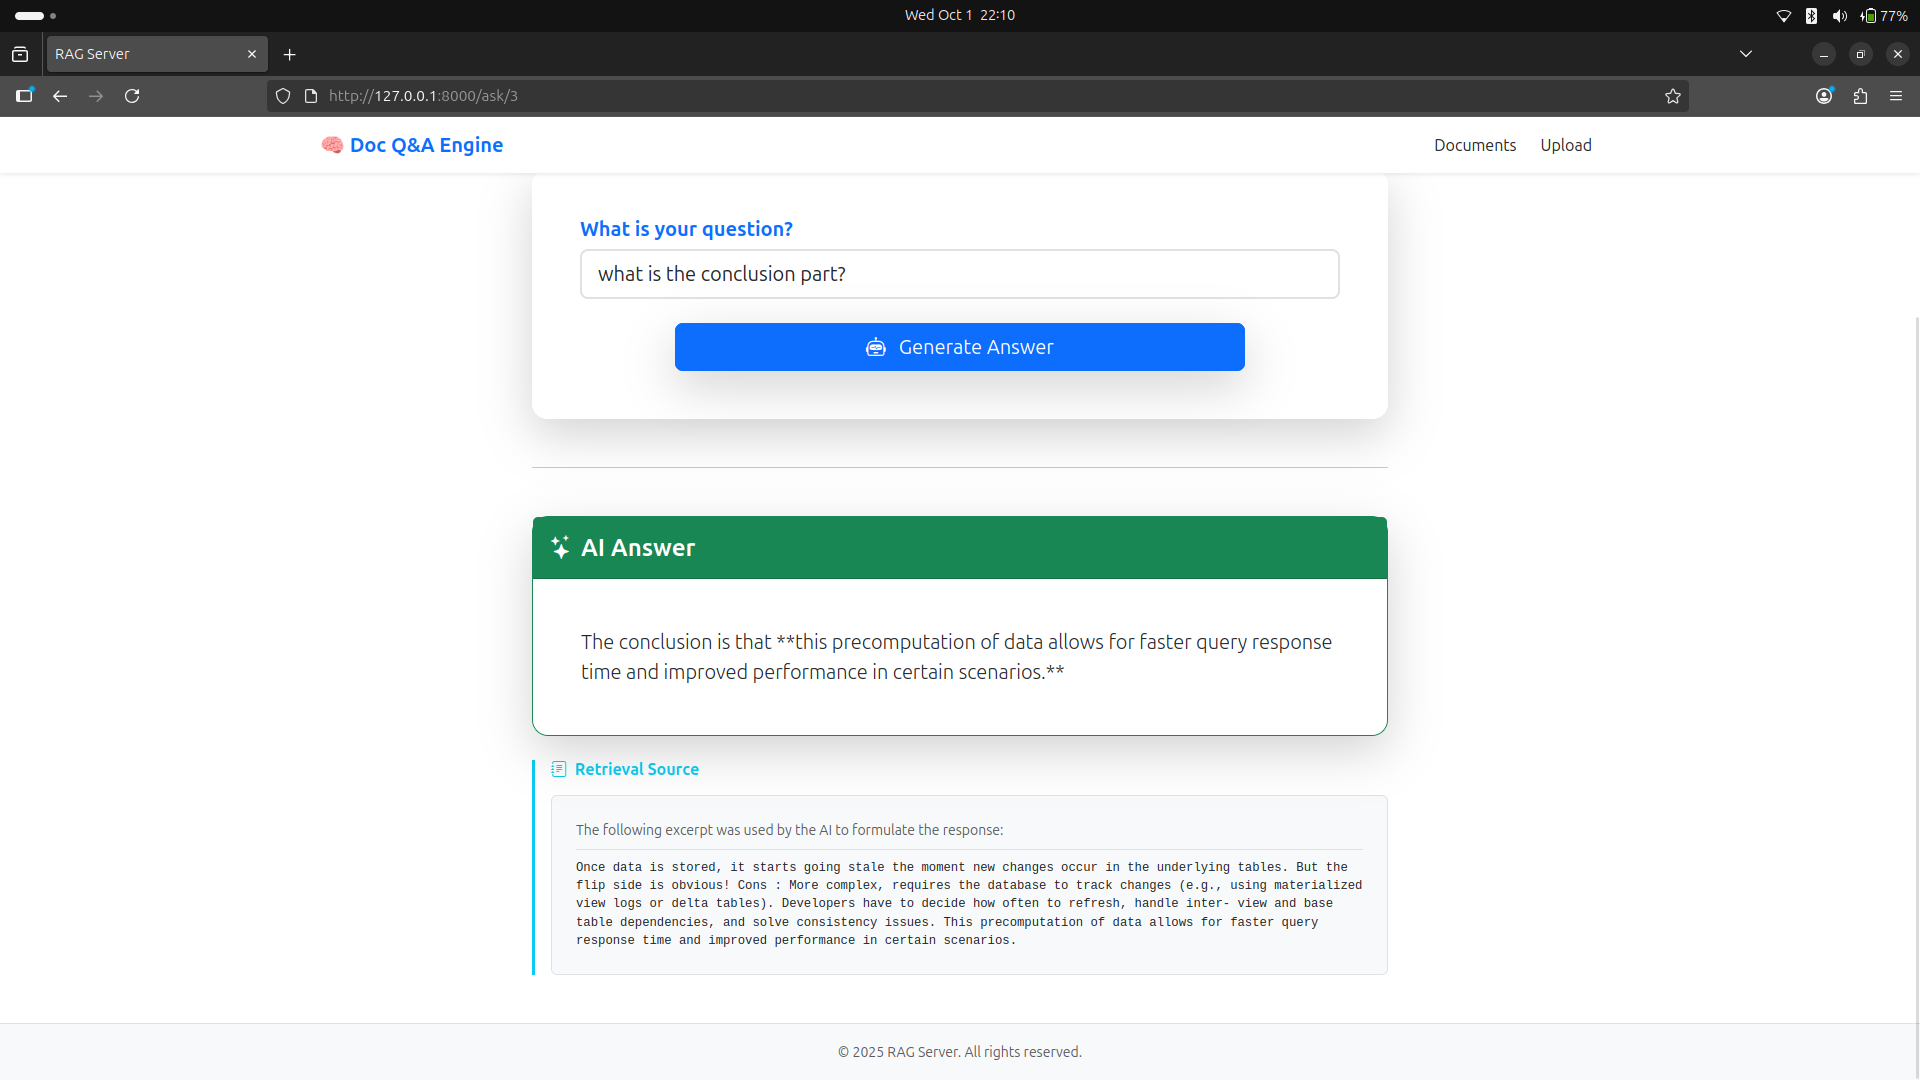 Wed Oct 1 22:10
77%
RAG Server
http://127.0.0.1:8000/ask/3
🧠 Doc Q&A Engine
Documents
Upload
What is your question?
what is the conclusion part?
Generate Answer
AI Answer
The conclusion is that **this precomputation of data allows for faster query response
time and improved performance in certain scenarios.**
Retrieval Source
The following excerpt was used by the AI to formulate the response:
Once data is stored, it starts going stale the moment new changes occur in the underlying tables. But the
flip side is obvious! Cons : More complex, requires the database to track changes (e.g., using materialized
view logs or delta tables). Developers have to decide how often to refresh, handle inter- view and base
table dependencies, and solve consistency issues. This precomputation of data allows for faster query
response time and improved performance in certain scenarios.
© 2025 RAG Server. All rights reserved.